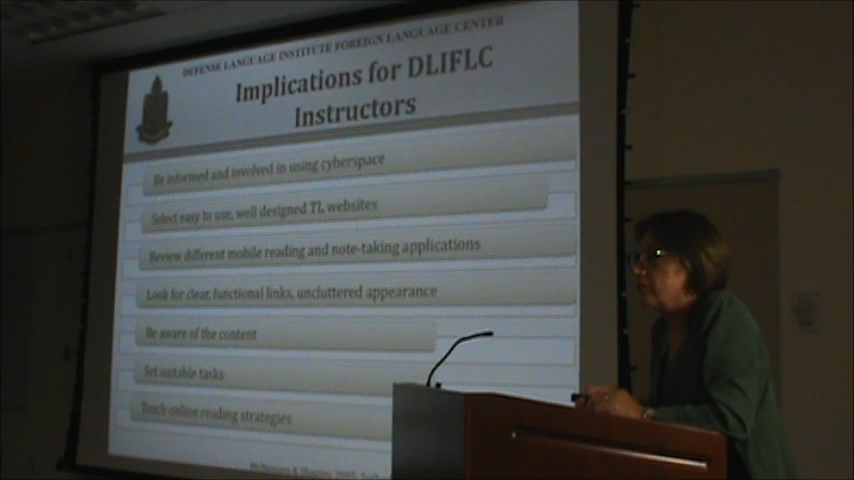 DEFENSE LANGUAGE INSTITUTE FOREIGN LANGUAGE CENTER
Implications for DLIFLC
Instructors
Be informed and involved in using cyberspace
Select easy to use, well designed TL websites
Review different mobile reading and note-taking applications
Look for clear, functional links, uncluttered appearance
Be aware of the content
Set suitable tasks
Teach online reading strategies